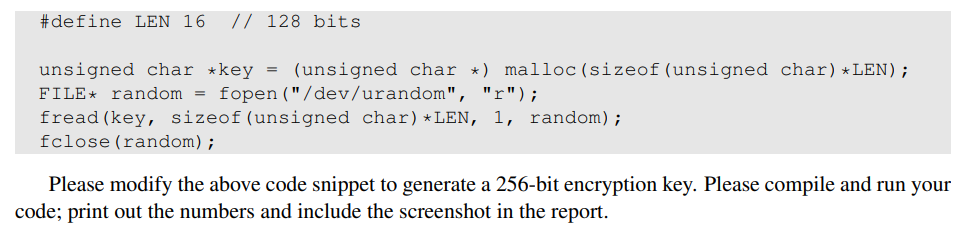 #define LEN 16  // 128 bits
unsigned char *key = (unsigned char *) malloc(sizeof(unsigned char)*LEN);
FILE* random = fopen("/dev/urandom", "r");
fread(key, sizeof(unsigned char)*LEN, 1, random);
fclose(random);
Please modify the above code snippet to generate a 256-bit encryption key. Please compile and run your
code; print out the numbers and include the screenshot in the report.